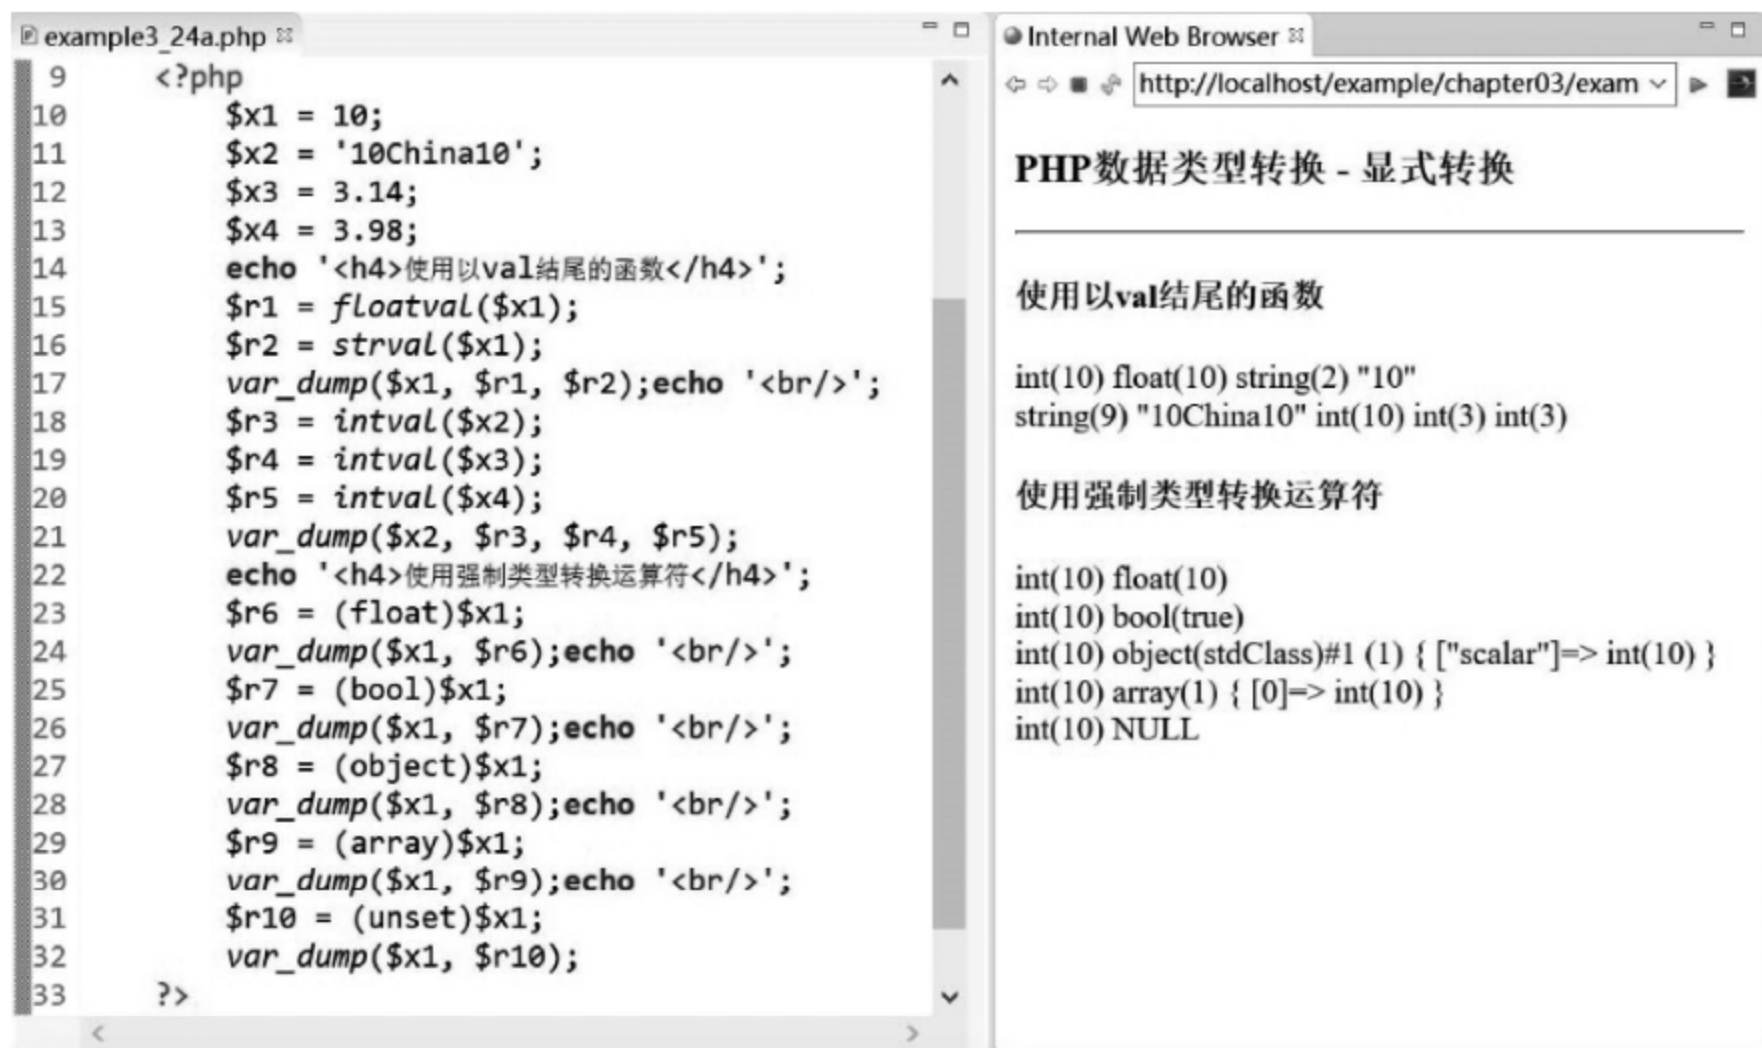 example3_24a.php
9 <?php
10 $x1 = 10;
11 $x2 = '10China10';
12 $x3 = 3.14;
13 $x4 = 3.98;
14 echo '<h4>使用以val结尾的函数</h4>';
15 $r1 = floatval($x1);
16 $r2 = strval($x1);
17 var_dump($x1, $r1, $r2);echo '<br/>';
18 $r3 = intval($x2);
19 $r4 = intval($x3);
20 $r5 = intval($x4);
21 var_dump($x2, $r3, $r4, $r5);
22 echo '<h4>使用强制类型转换运算符</h4>';
23 $r6 = (float)$x1;
24 var_dump($x1, $r6);echo '<br/>';
25 $r7 = (bool)$x1;
26 var_dump($x1, $r7);echo '<br/>';
27 $r8 = (object)$x1;
28 var_dump($x1, $r8);echo '<br/>';
29 $r9 = (array)$x1;
30 var_dump($x1, $r9);echo '<br/>';
31 $r10 = (unset)$x1;
32 var_dump($x1, $r10);
33 ?>
Internal Web Browser
http://localhost/example/chapter03/exam
PHP数据类型转换 - 显式转换
使用以val结尾的函数
int(10) float(10) string(2) "10"
string(9) "10China10" int(10) int(3) int(3)
使用强制类型转换运算符
int(10) float(10)
int(10) bool(true)
int(10) object(stdClass)#1 (1) { ["scalar"]=> int(10) }
int(10) array(1) { [0]=> int(10) }
int(10) NULL